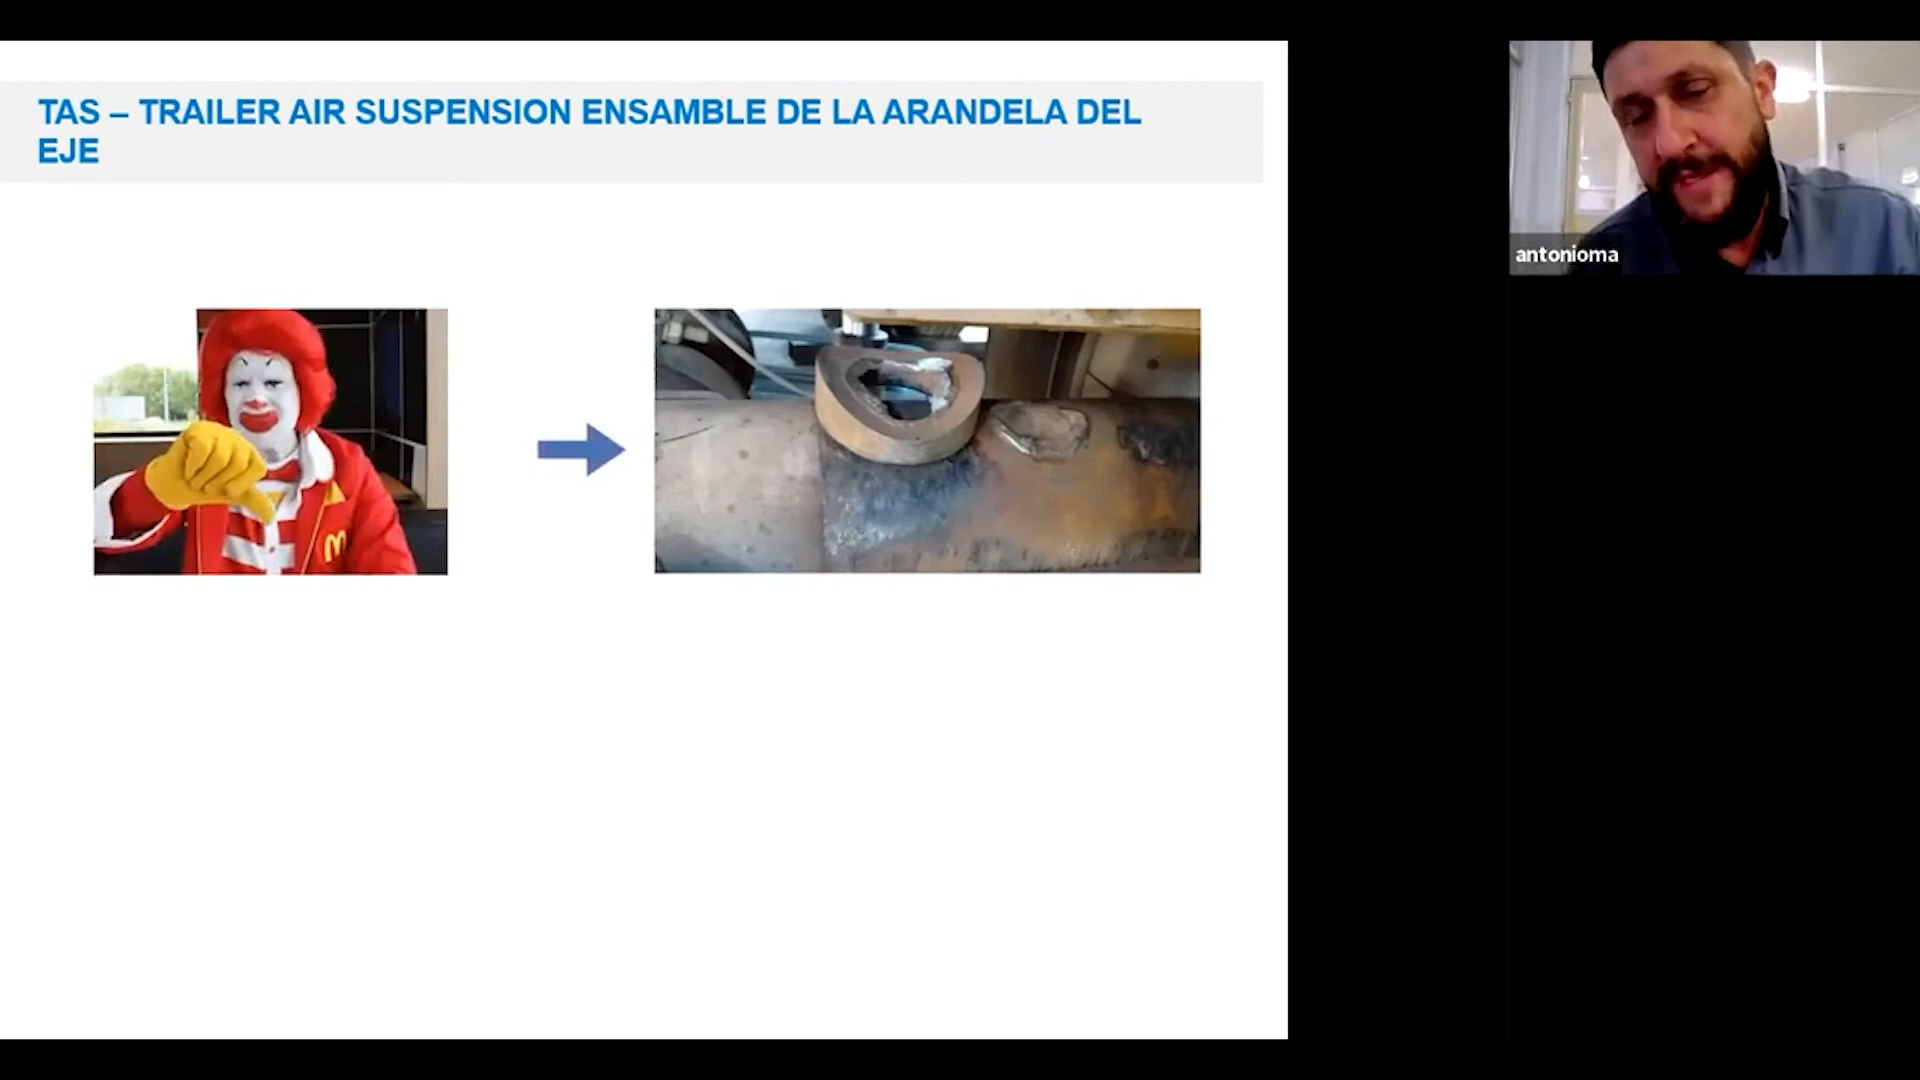 TAS – TRAILER AIR SUSPENSION ENSAMBLE DE LA ARANDELA DEL
EJE
antonioma